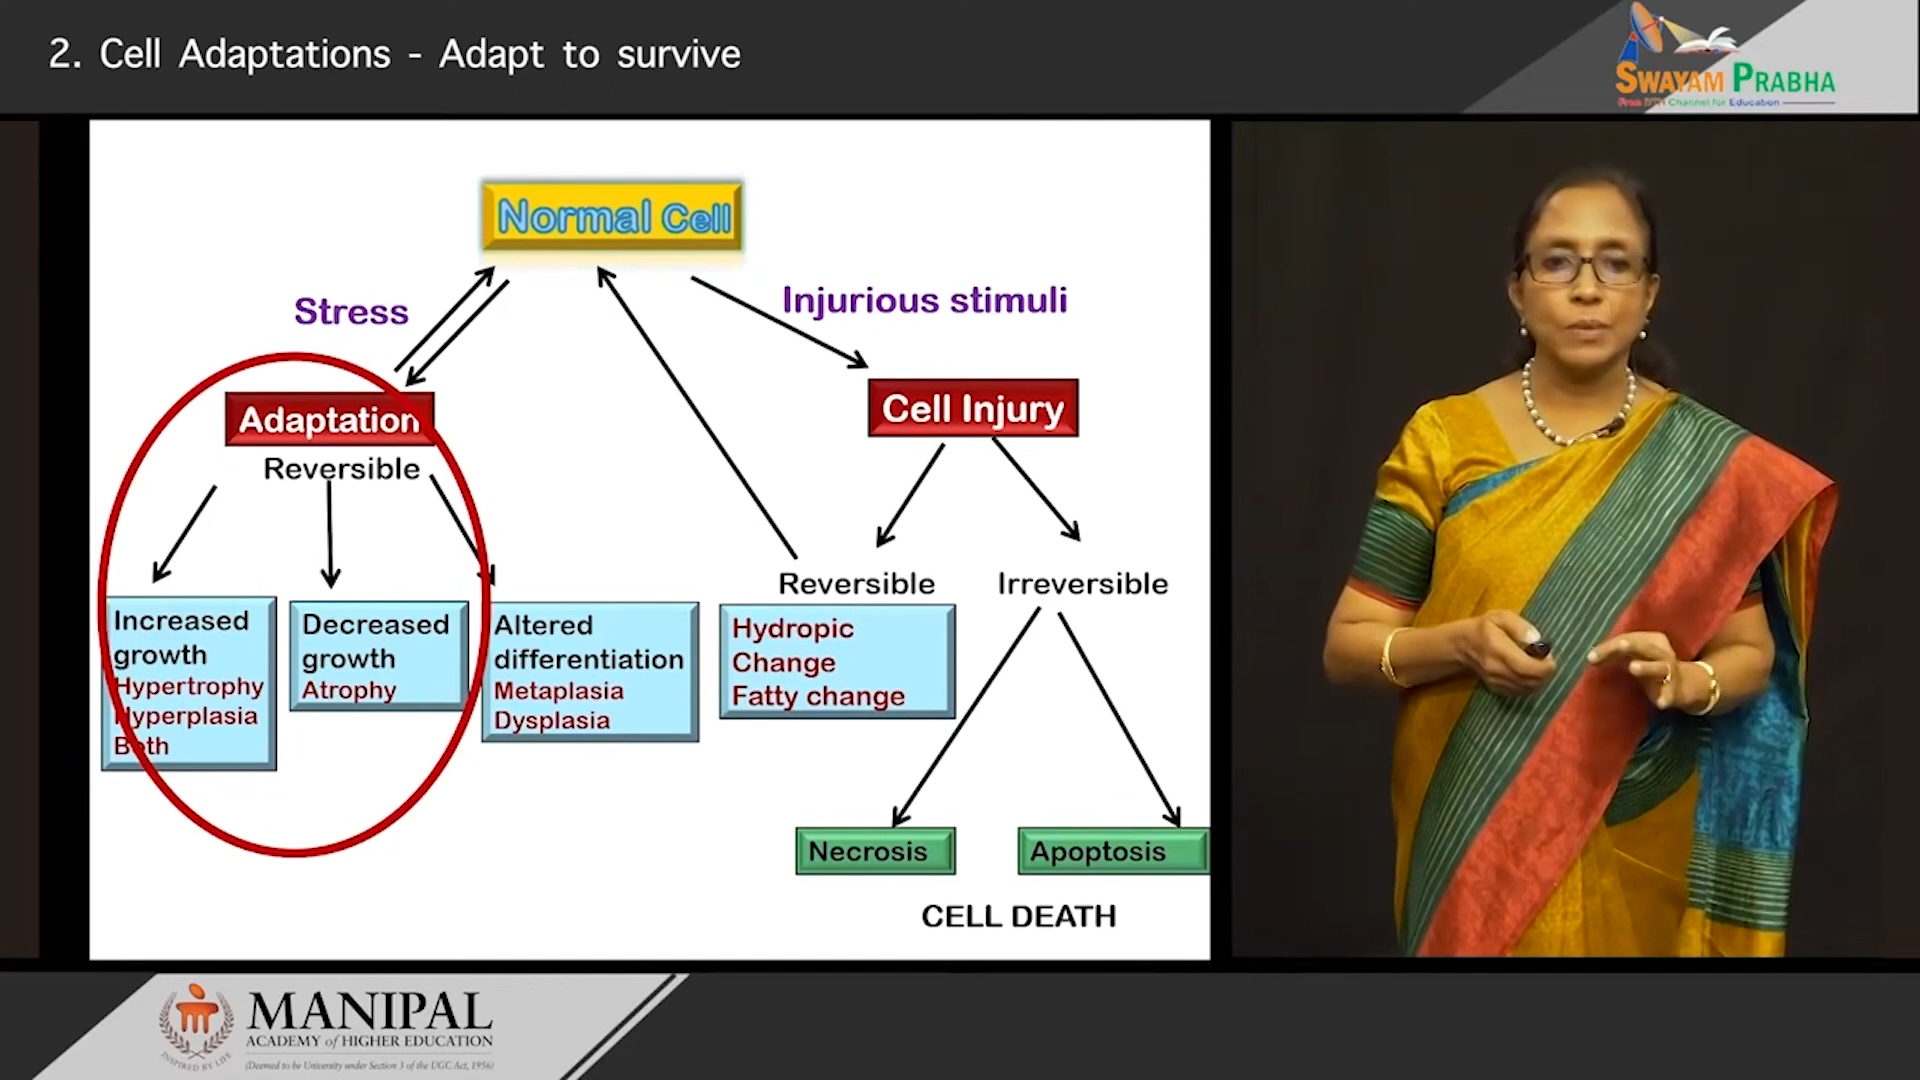 2. Cell Adaptations - Adapt to survive
SWAYAM PRABHA
Free DTH Channel for Education
Normal Cell
Stress
Injurious stimuli
Adaptation
Reversible
Cell Injury
Increased
growth
Hypertrophy
Hyperplasia
Both
Decreased
growth
Atrophy
Altered
differentiation
Metaplasia
Dysplasia
Reversible
Hydropic
Change
Fatty change
Irreversible
Necrosis
Apoptosis
CELL DEATH
INSPIRED BY LIFE
MANIPAL
ACADEMY of HIGHER EDUCATION
(Deemed to be University under Section 3 of the UGC Act, 1956)